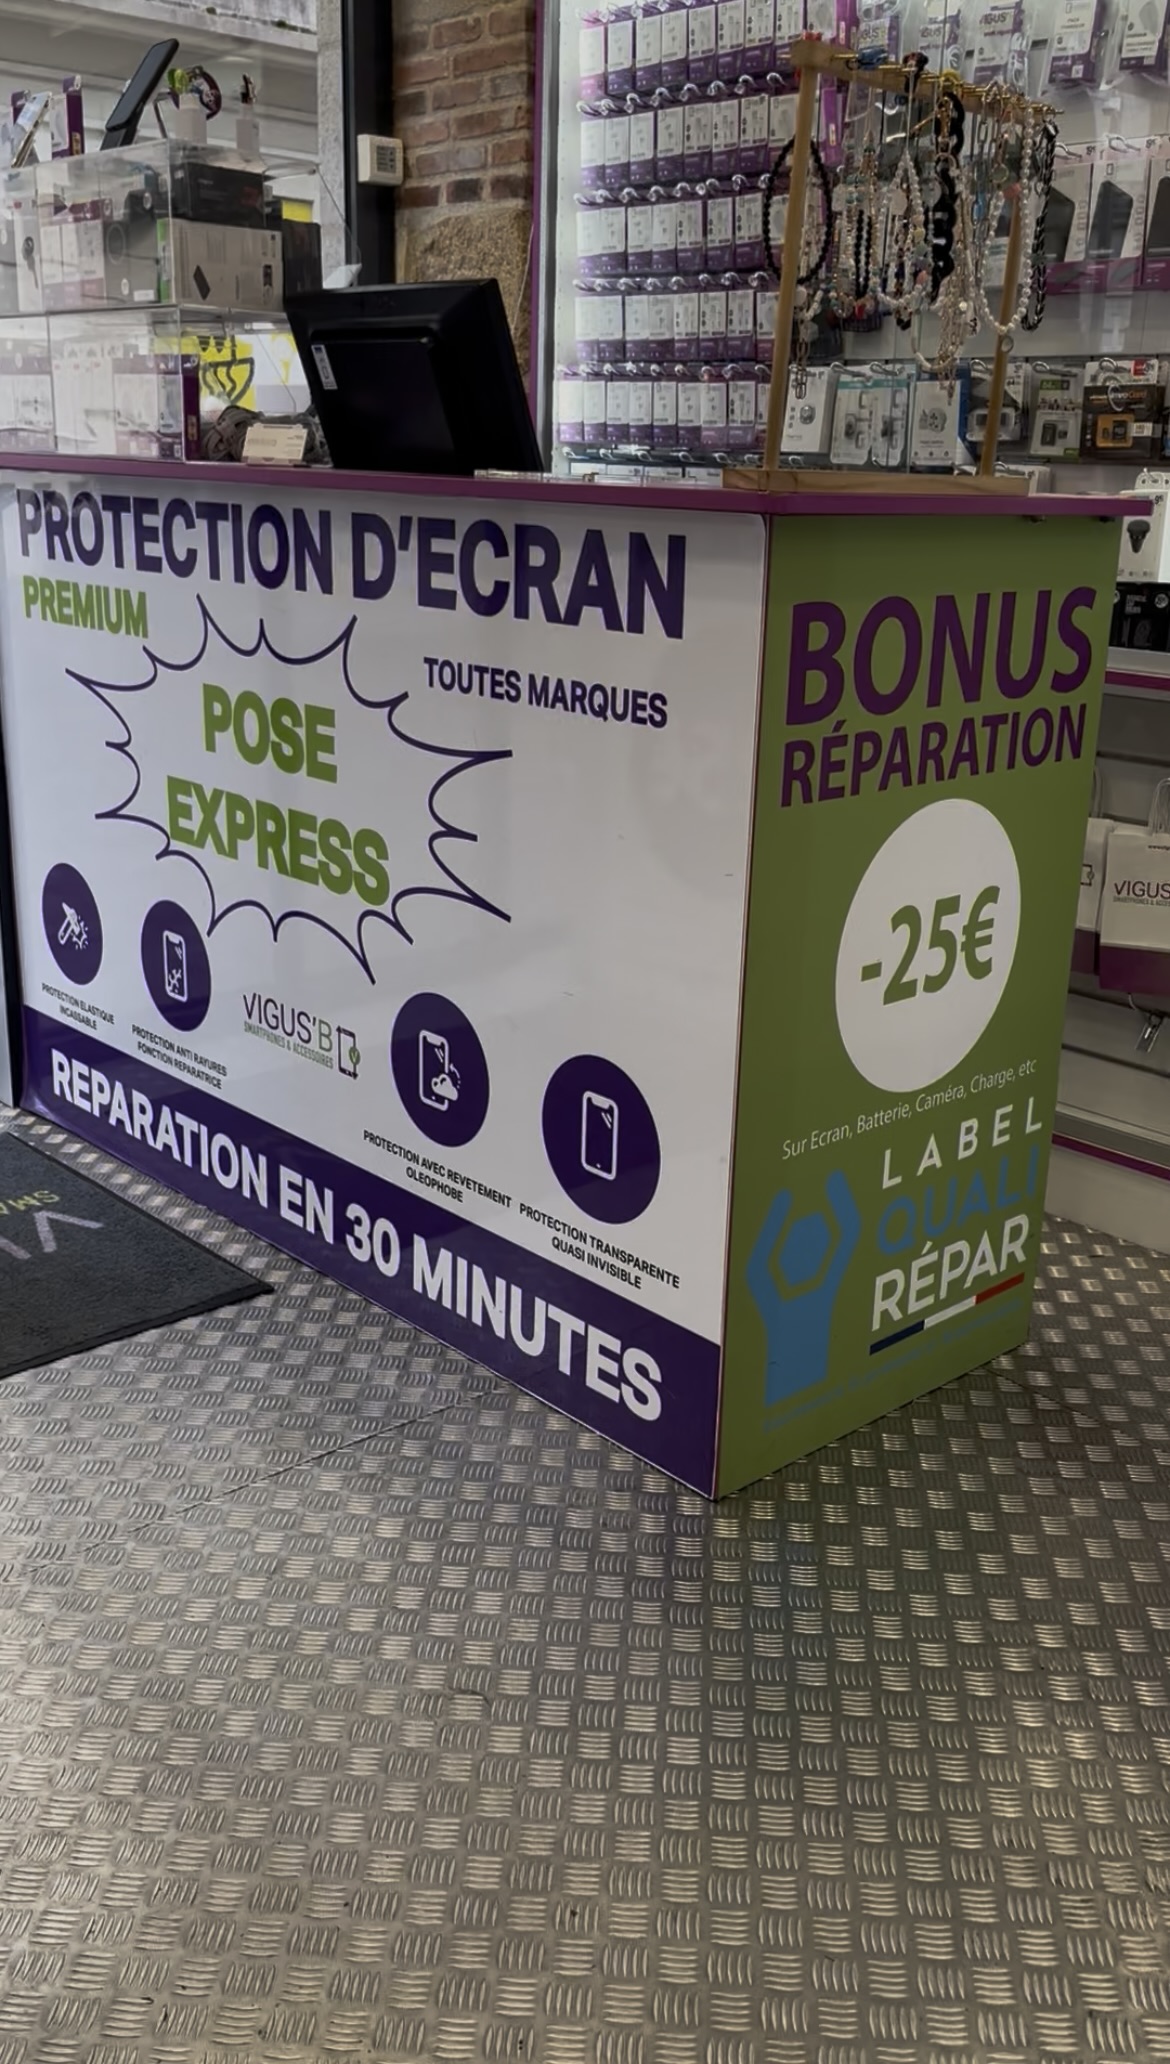 PROTECTION D'ECRAN
PREMIUM
TOUTES MARQUES
POSE
EXPRESS
PROTECTION ELASTIQUE
INCASSABLE
PROTECTION ANTI RAYURES
FONCTION REPARATRICE
VIGUS'B
SMARTPHONES & ACCESSOIRES
PROTECTION AVEC REVETEMENT
OLEOPHOBE
PROTECTION TRANSPARENTE
QUASI INVISIBLE
REPARATION EN 30 MINUTES
BONUS
RÉPARATION
-25€
Sur Ecran, Batterie, Caméra, Charge, etc
LABEL
QUALI
RÉPAR
VIGUS